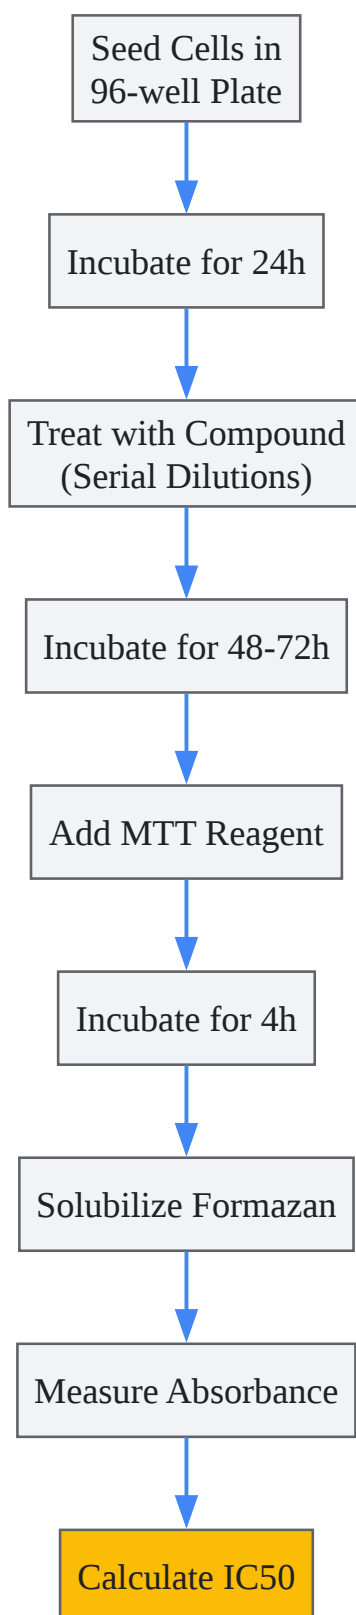 Seed Cells in
96-well Plate
Incubate for 24h
Treat with Compound
(Serial Dilutions)
Incubate for 48-72h
Add MTT Reagent
Incubate for 4h
Solubilize Formazan
Measure Absorbance
Calculate IC50